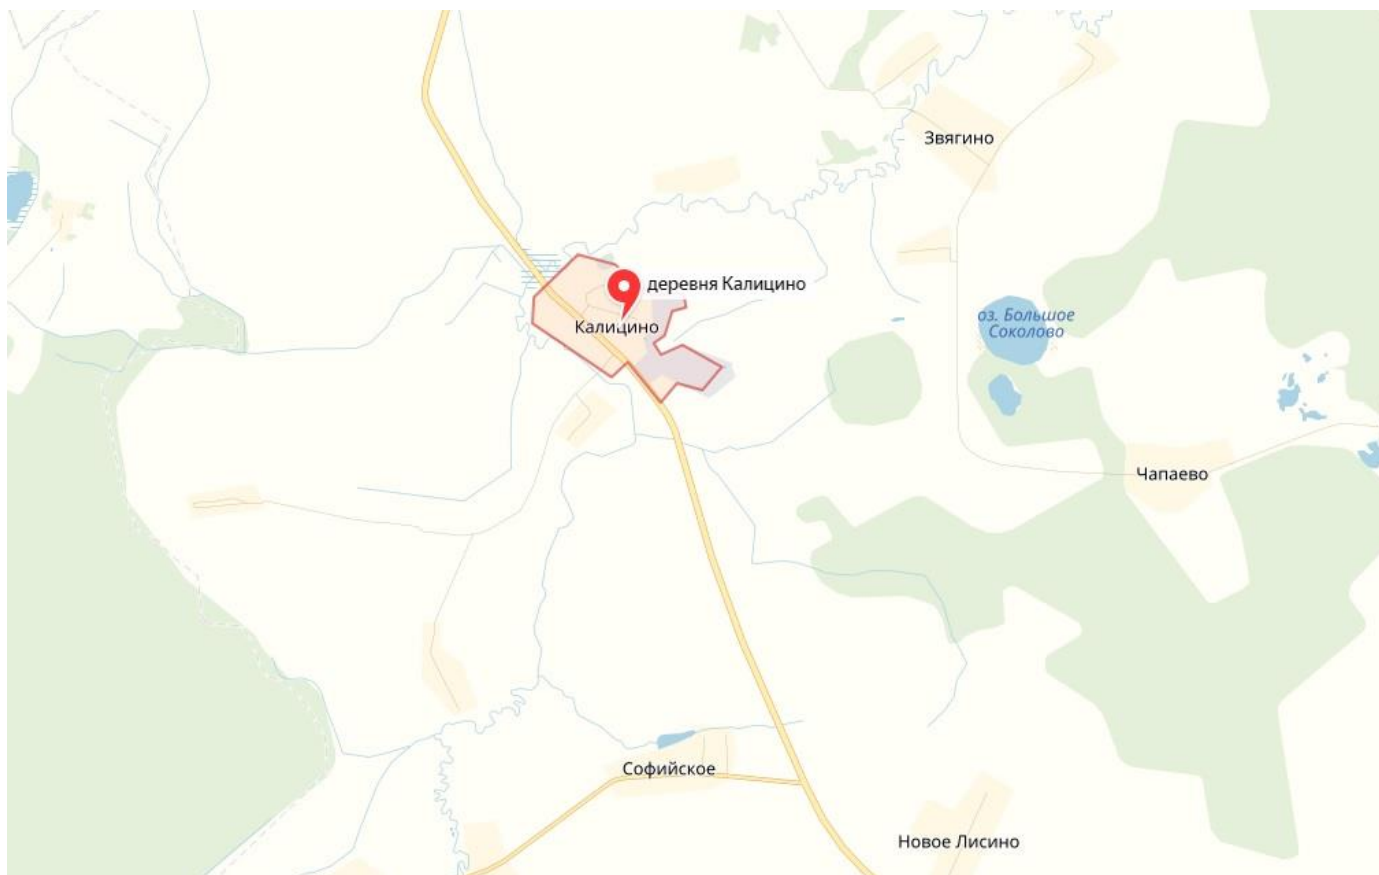 Звягино
деревня Калицино
Калицино
оз. Большое
Соколово
Чапаево
Софийское
Новое Лисино